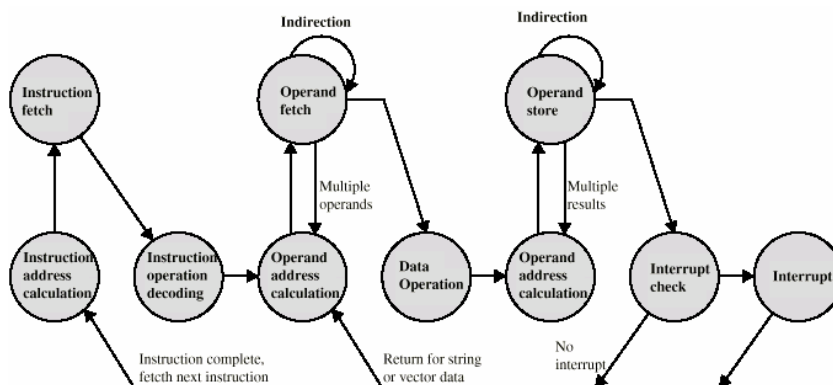 Indirection
Indirection
Instruction
fetch
Operand
fetch
Operand
store
Multiple
operands
Multiple
results
Instruction
address
calculation
Instruction
operation
decoding
Operand
address
calculation
Data
Operation
Operand
address
calculation
Interrupt
check
Interrupt
Instruction complete,
fetcth next instruction
Return for string
or vector data
No
interrupt